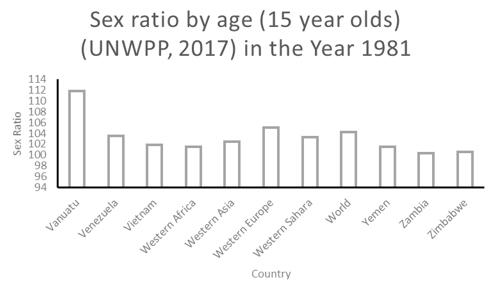 Sex ratio by age (15 year olds)
(UNWPP, 2017) in the Year 1981
Sex Ratio
114
112
110
108
106
104
102
100
98
96
94
Vanuatu
Venezuela
Vietnam
Western Africa
Western Asia
Western Europe
Western Sahara
World
Yemen
Zambia
Zimbabwe
Country